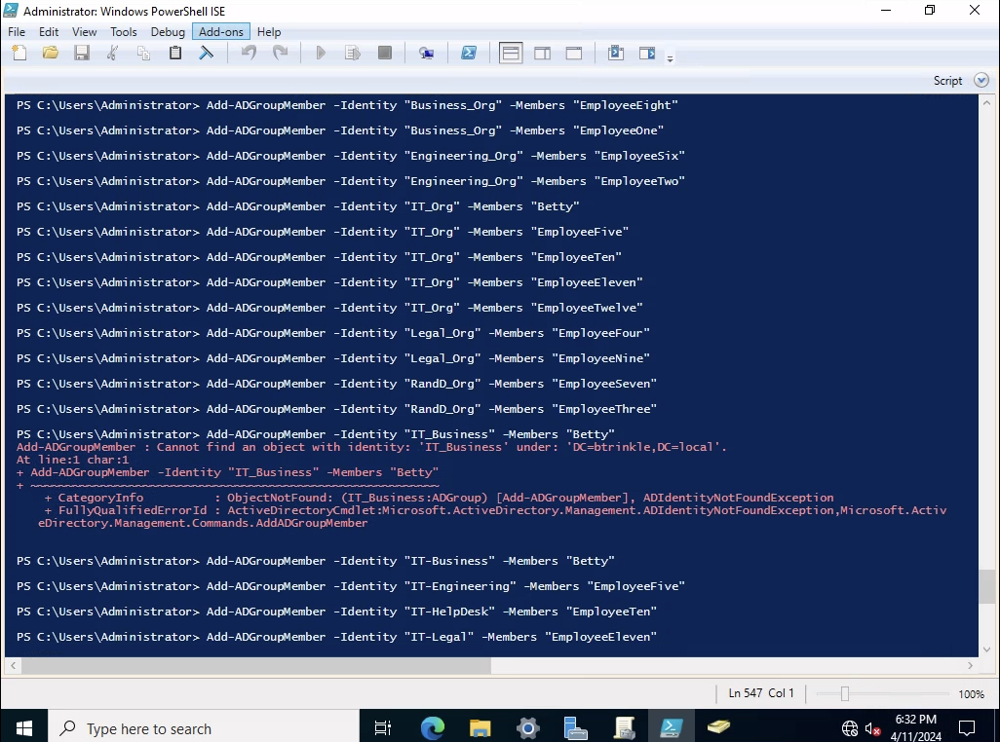 Administrator: Windows PowerShell ISE
File Edit View Tools Debug Add-ons Help
Script
PS C:\Users\Administrator> Add-ADGroupMember -Identity "Business_Org" -Members "EmployeeEight"
PS C:\Users\Administrator> Add-ADGroupMember -Identity "Business_Org" -Members "EmployeeOne"
PS C:\Users\Administrator> Add-ADGroupMember -Identity "Engineering_Org" -Members "EmployeeSix"
PS C:\Users\Administrator> Add-ADGroupMember -Identity "Engineering_Org" -Members "EmployeeTwo"
PS C:\Users\Administrator> Add-ADGroupMember -Identity "IT_Org" -Members "Betty"
PS C:\Users\Administrator> Add-ADGroupMember -Identity "IT_Org" -Members "EmployeeFive"
PS C:\Users\Administrator> Add-ADGroupMember -Identity "IT_Org" -Members "EmployeeTen"
PS C:\Users\Administrator> Add-ADGroupMember -Identity "IT_Org" -Members "EmployeeEleven"
PS C:\Users\Administrator> Add-ADGroupMember -Identity "IT_Org" -Members "EmployeeTwelve"
PS C:\Users\Administrator> Add-ADGroupMember -Identity "Legal_Org" -Members "EmployeeFour"
PS C:\Users\Administrator> Add-ADGroupMember -Identity "Legal_Org" -Members "EmployeeNine"
PS C:\Users\Administrator> Add-ADGroupMember -Identity "RandD_Org" -Members "EmployeeSeven"
PS C:\Users\Administrator> Add-ADGroupMember -Identity "RandD_Org" -Members "EmployeeThree"
PS C:\Users\Administrator> Add-ADGroupMember -Identity "IT_Business" -Members "Betty"
Add-ADGroupMember : Cannot find an object with identity: 'IT_Business' under: 'DC=btrinkle,DC=local'.
At line:1 char:1
+ Add-ADGroupMember -Identity "IT_Business" -Members "Betty"
+ ~~~~~~~~~~~~~~~~~~~~~~~~~~~~~~~~~~~~~~~~~~~~~~~~~~~~~~~~~~
+ CategoryInfo : ObjectNotFound: (IT_Business:ADGroup) [Add-ADGroupMember], ADIdentityNotFoundException
+ FullyQualifiedErrorId : ActiveDirectoryCmdlet:Microsoft.ActiveDirectory.Management.ADIdentityNotFoundException,Microsoft.Activ
eDirectory.Management.Commands.AddADGroupMember
PS C:\Users\Administrator> Add-ADGroupMember -Identity "IT-Business" -Members "Betty"
PS C:\Users\Administrator> Add-ADGroupMember -Identity "IT-Engineering" -Members "EmployeeFive"
PS C:\Users\Administrator> Add-ADGroupMember -Identity "IT-HelpDesk" -Members "EmployeeTen"
PS C:\Users\Administrator> Add-ADGroupMember -Identity "IT-Legal" -Members "EmployeeEleven"
Ln 547 Col 1 100%
Type here to search
6:32 PM
4/11/2024